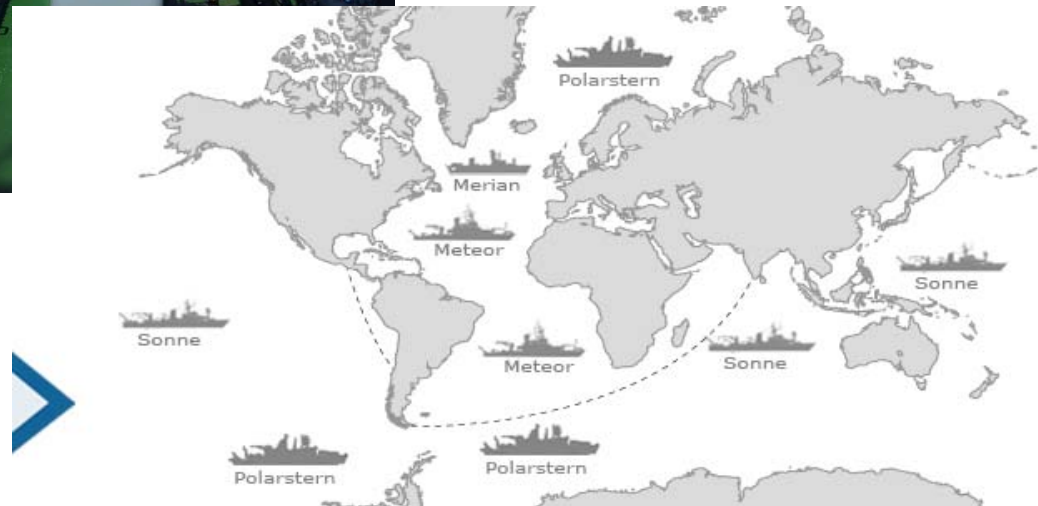 Polarstern
Merian
Meteor
Sonne
Sonne
Meteor
Sonne
Polarstern
Polarstern